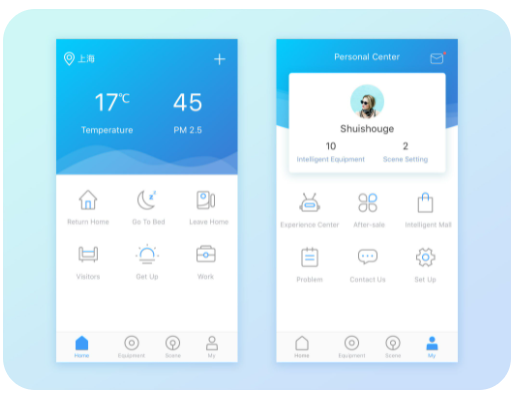 上海
17℃
45
Temperature
PM 2.5
Return Home
Go To Bed
Leave Home
Visitors
Get Up
Work
Home
Equipment
Scene
My
Personal Center
Shuishouge
10
2
Intelligent Equipment
Scene Setting
Experience Center
After-sale
Intelligent Mall
Problem
Contact Us
Set Up
Home
Equipment
Scene
My